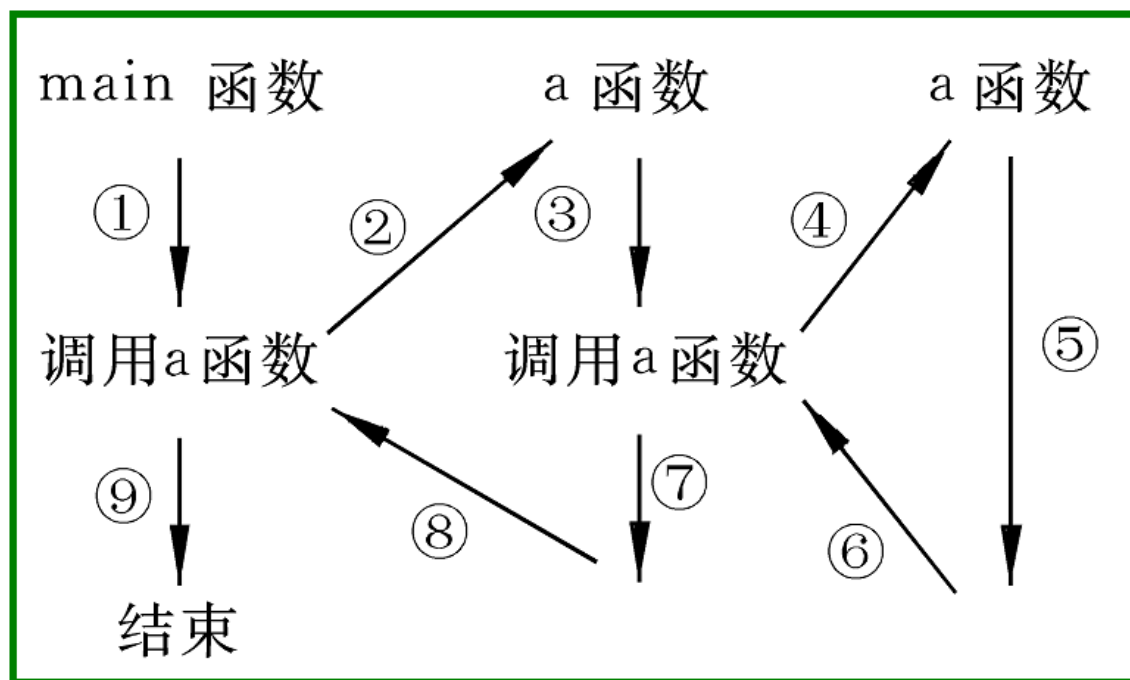 main 函数 a 函数 a 函数
① ② ③ ④
调用a函数 调用a函数 ⑤
⑨ ⑧ ⑦ ⑥
结束